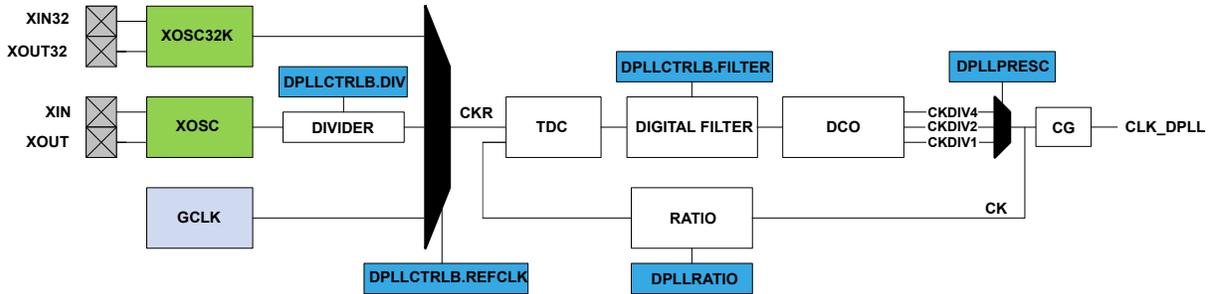 XIN32
XOUT32
XOSC32K
DPLLCTRLB.DIV
DPLLCTRLB.FILTER
DPLLPRESC
XIN
XOUT
XOSC
DIVIDER
CKR
TDC
DIGITAL FILTER
DCO
CKDIV4
CKDIV2
CKDIV1
CG
CLK_DPLL
GCLK
RATIO
CK
DPLLCTRLB.REFCLK
DPLLRATIO